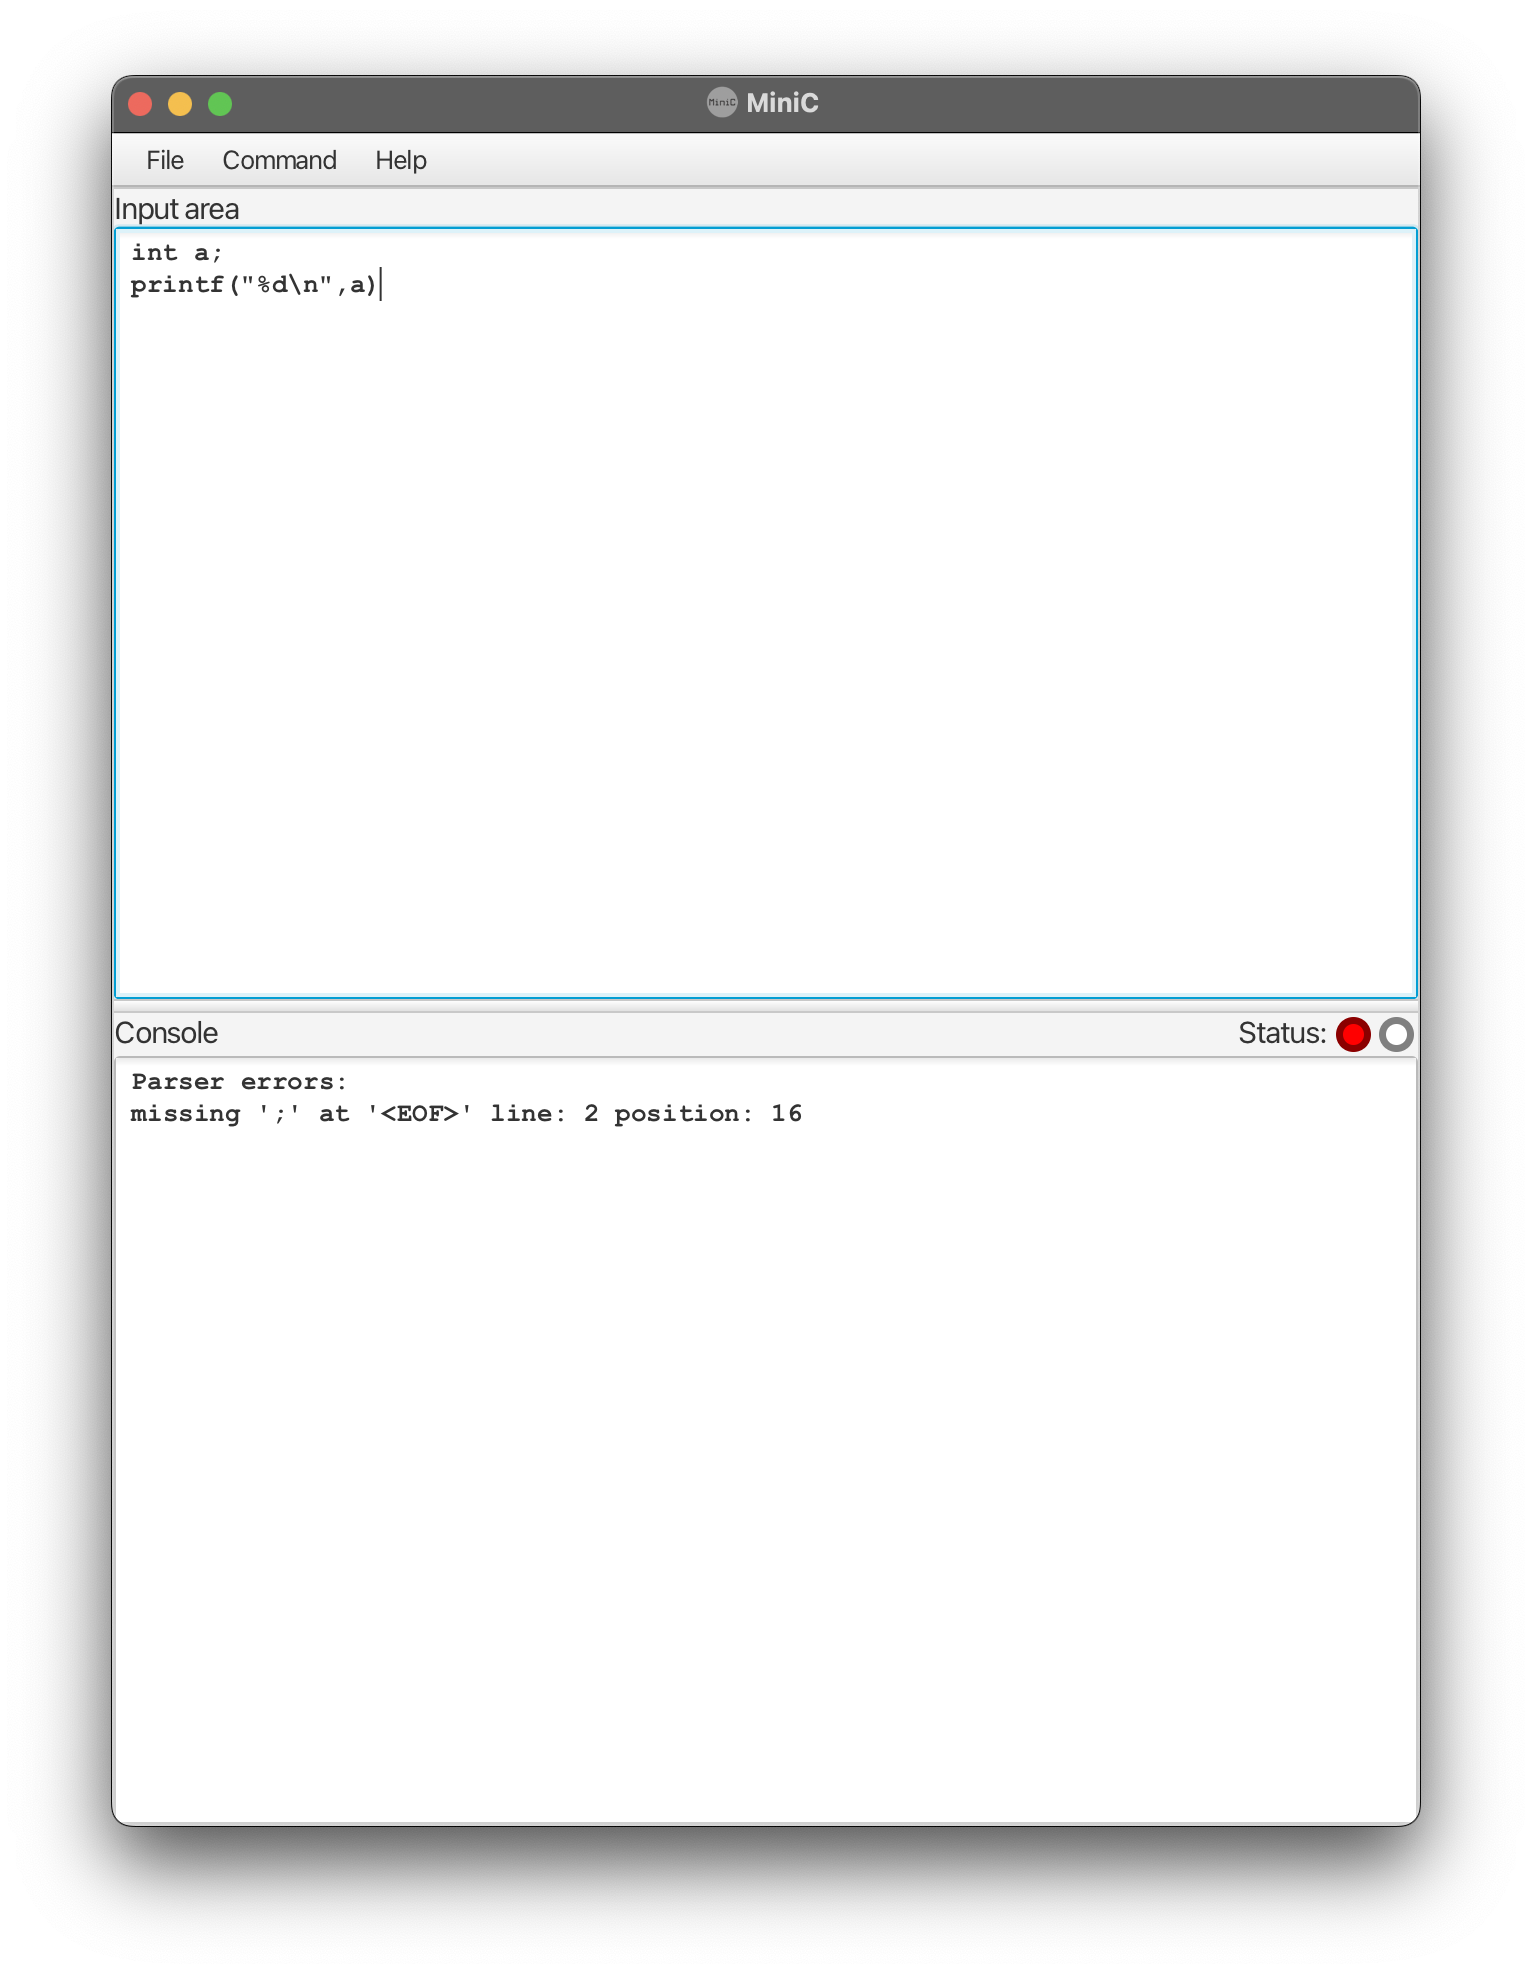 MiniC MiniC
File Command Help
Input area
int a;
printf("%d\n",a)
Console Status:
Parser errors:
missing ';' at '<EOF>' line: 2 position: 16